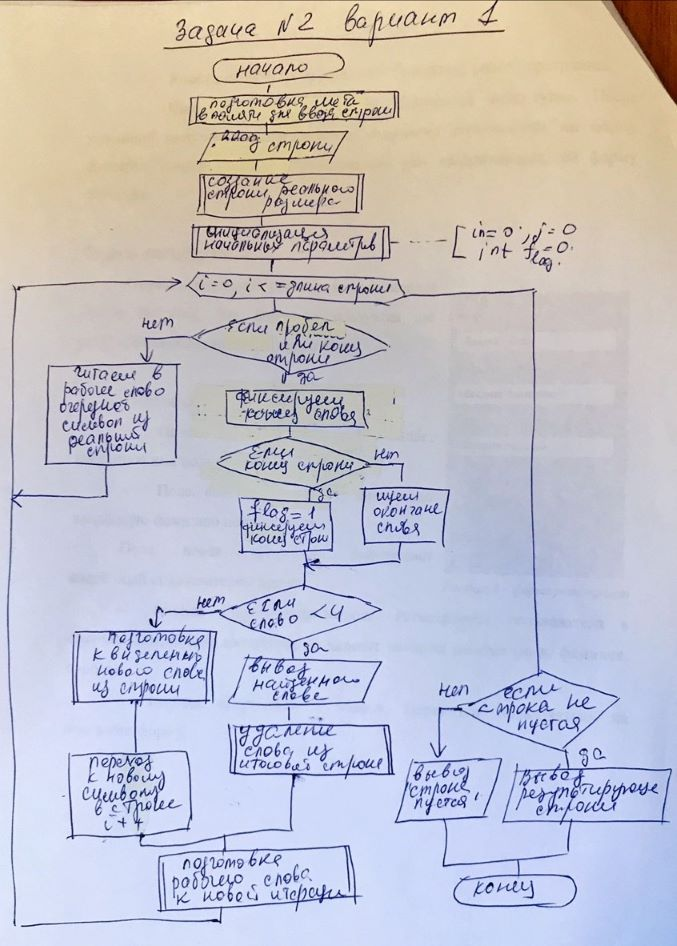 Задача №2 вариант 1
начало
подготовка места
в памяти для ввода строки
ввод строки
создание
строки реального
размера
инициализация
начальных параметров
in=0; j=0
int flag=0.
i=0, i<=длина строки
нет
Если пробел
или конец
строки
да
читаем в
рабочее слово
очередной
символ из
реальной
строки
фиксируем
конец слова
Если
конец строки
нет
да
flag=1
фиксируем
конец строк
ищем
окончание
слова
нет
Если
слово <4
да
подготовка
к выделению
нового слова
из строки
вывод
найденного
слова
удаление
слова из
итоговой строки
переход
к новому
символу
в строке
i++
подготовка
рабочего слова
к новой итерации
нет
если
строка не
пустая
да
вывод
"строка
пустая"
вывод
результирующей
строки
конец